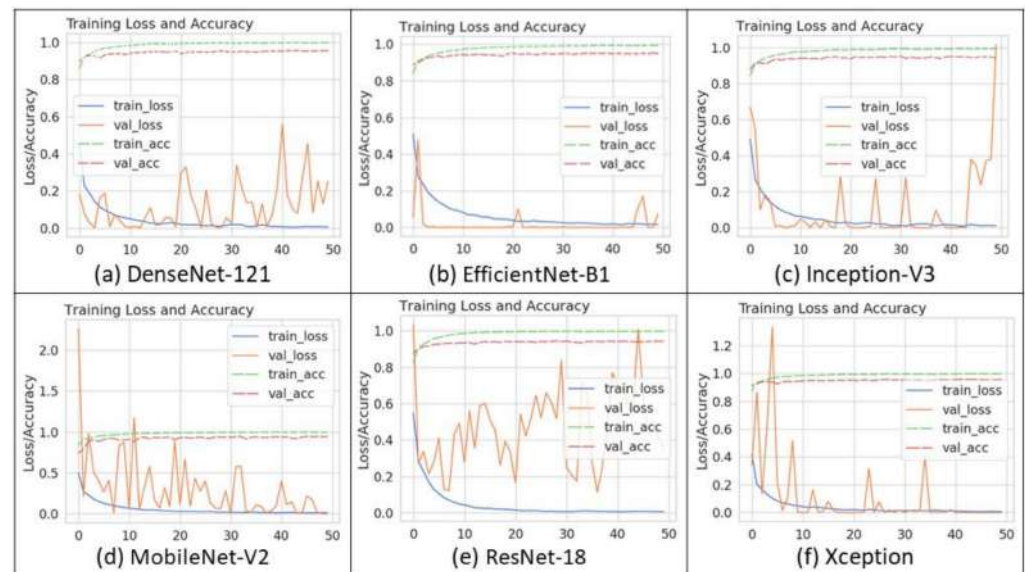 Training Loss and Accuracy
Loss/Accuracy
1.0
0.8
0.6
0.4
0.2
0.0
train_loss
val_loss
train_acc
val_acc
0 10 20 30 40 50
(a) DenseNet-121
Training Loss and Accuracy
Loss/Accuracy
1.0
0.8
0.6
0.4
0.2
0.0
train_loss
val_loss
train_acc
val_acc
0 10 20 30 40 50
(b) EfficientNet-B1
Training Loss and Accuracy
Loss/Accuracy
1.0
0.8
0.6
0.4
0.2
0.0
train_loss
val_loss
train_acc
val_acc
0 10 20 30 40 50
(c) Inception-V3
Training Loss and Accuracy
Loss/Accuracy
2.0
1.5
1.0
0.5
0.0
train_loss
val_loss
train_acc
val_acc
0 10 20 30 40 50
(d) MobileNet-V2
Training Loss and Accuracy
Loss/Accuracy
1.0
0.8
0.6
0.4
0.2
0.0
train_loss
val_loss
train_acc
val_acc
0 10 20 30 40 50
(e) ResNet-18
Training Loss and Accuracy
Loss/Accuracy
1.2
1.0
0.8
0.6
0.4
0.2
0.0
train_loss
val_loss
train_acc
val_acc
0 10 20 30 40 50
(f) Xception